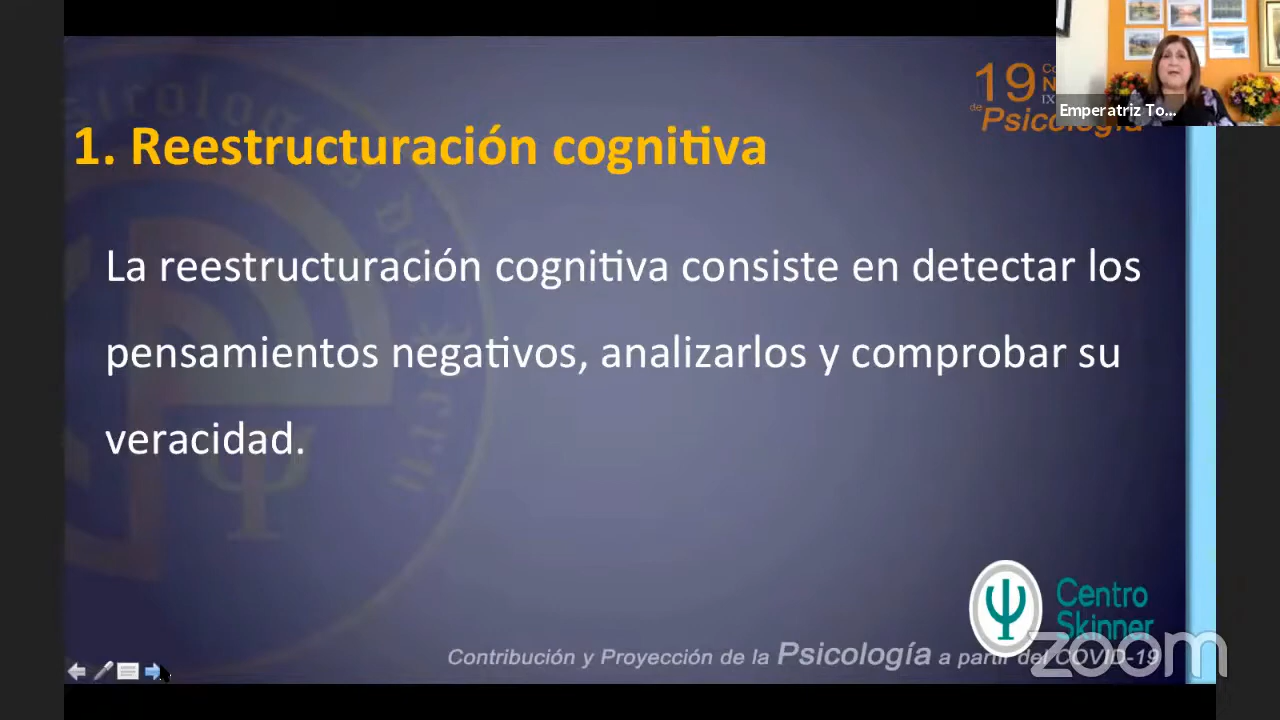 19
de Psicología
Emperatriz To...
1. Reestructuración cognitiva
La reestructuración cognitiva consiste en detectar los
pensamientos negativos, analizarlos y comprobar su
veracidad.
Centro
Skinner
Contribución y Proyección de la Psicología a partir del COVID-19
zoom